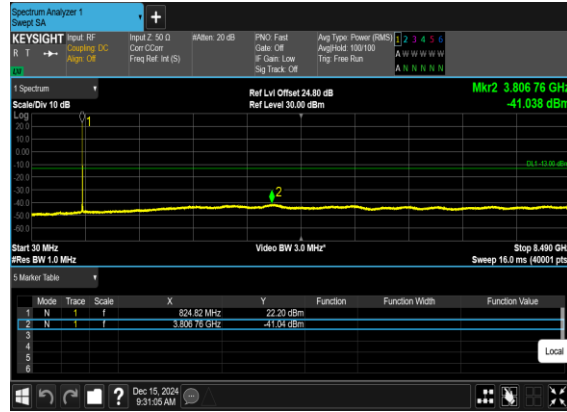 Spectrum Analyzer 1
Swept SA
+
KEYSIGHT
R T
Input: RF
Coupling: DC
Align: Off
Input Z: 50 Ω
Corr CCorr
Freq Ref: Int (S)
#Atten: 20 dB
PNO: Fast
Gate: Off
IF Gain: Low
Sig Track: Off
Avg Type: Power (RMS)
Avg|Hold: 100/100
Trig: Free Run
1 2 3 4 5 6
A W W W W W
A N N N N N
1 Spectrum
Scale/Div 10 dB
Ref Lvl Offset 24.80 dB
Ref Level 30.00 dBm
Mkr2 3.806 76 GHz
-41.038 dBm
Log
20.0
10.0
0.00
-10.0
-20.0
-30.0
-40.0
-50.0
-60.0
1
2
DL1 -13.00 dBm
Start 30 MHz
#Res BW 1.0 MHz
Video BW 3.0 MHz*
Stop 8.490 GHz
Sweep 16.0 ms (40001 pts)
5 Marker Table
Mode Trace Scale X Y Function Function Width Function Value
1 N 1 f 824.82 MHz 22.20 dBm
2 N 1 f 3.806 76 GHz -41.04 dBm
3
4
5
6
Local
?
Dec 15, 2024
9:31:05 AM